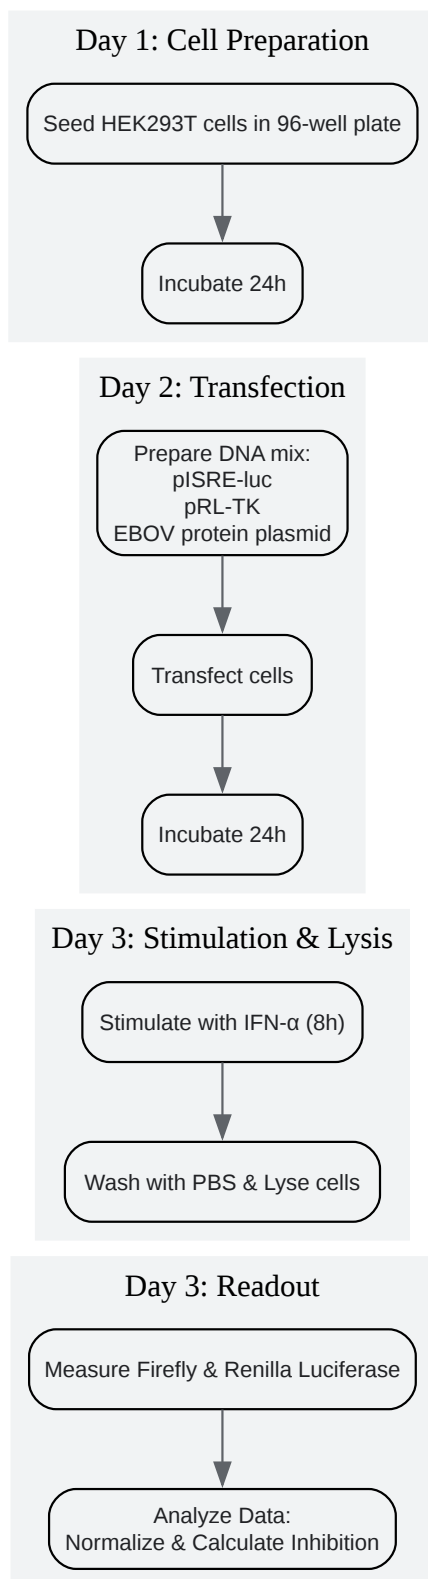 Day 1: Cell Preparation
Seed HEK293T cells in 96-well plate
Incubate 24h
Day 2: Transfection
Prepare DNA mix:
pISRE-luc
pRL-TK
EBOV protein plasmid
Transfect cells
Incubate 24h
Day 3: Stimulation & Lysis
Stimulate with IFN-α (8h)
Wash with PBS & Lyse cells
Day 3: Readout
Measure Firefly & Renilla Luciferase
Analyze Data:
Normalize & Calculate Inhibition